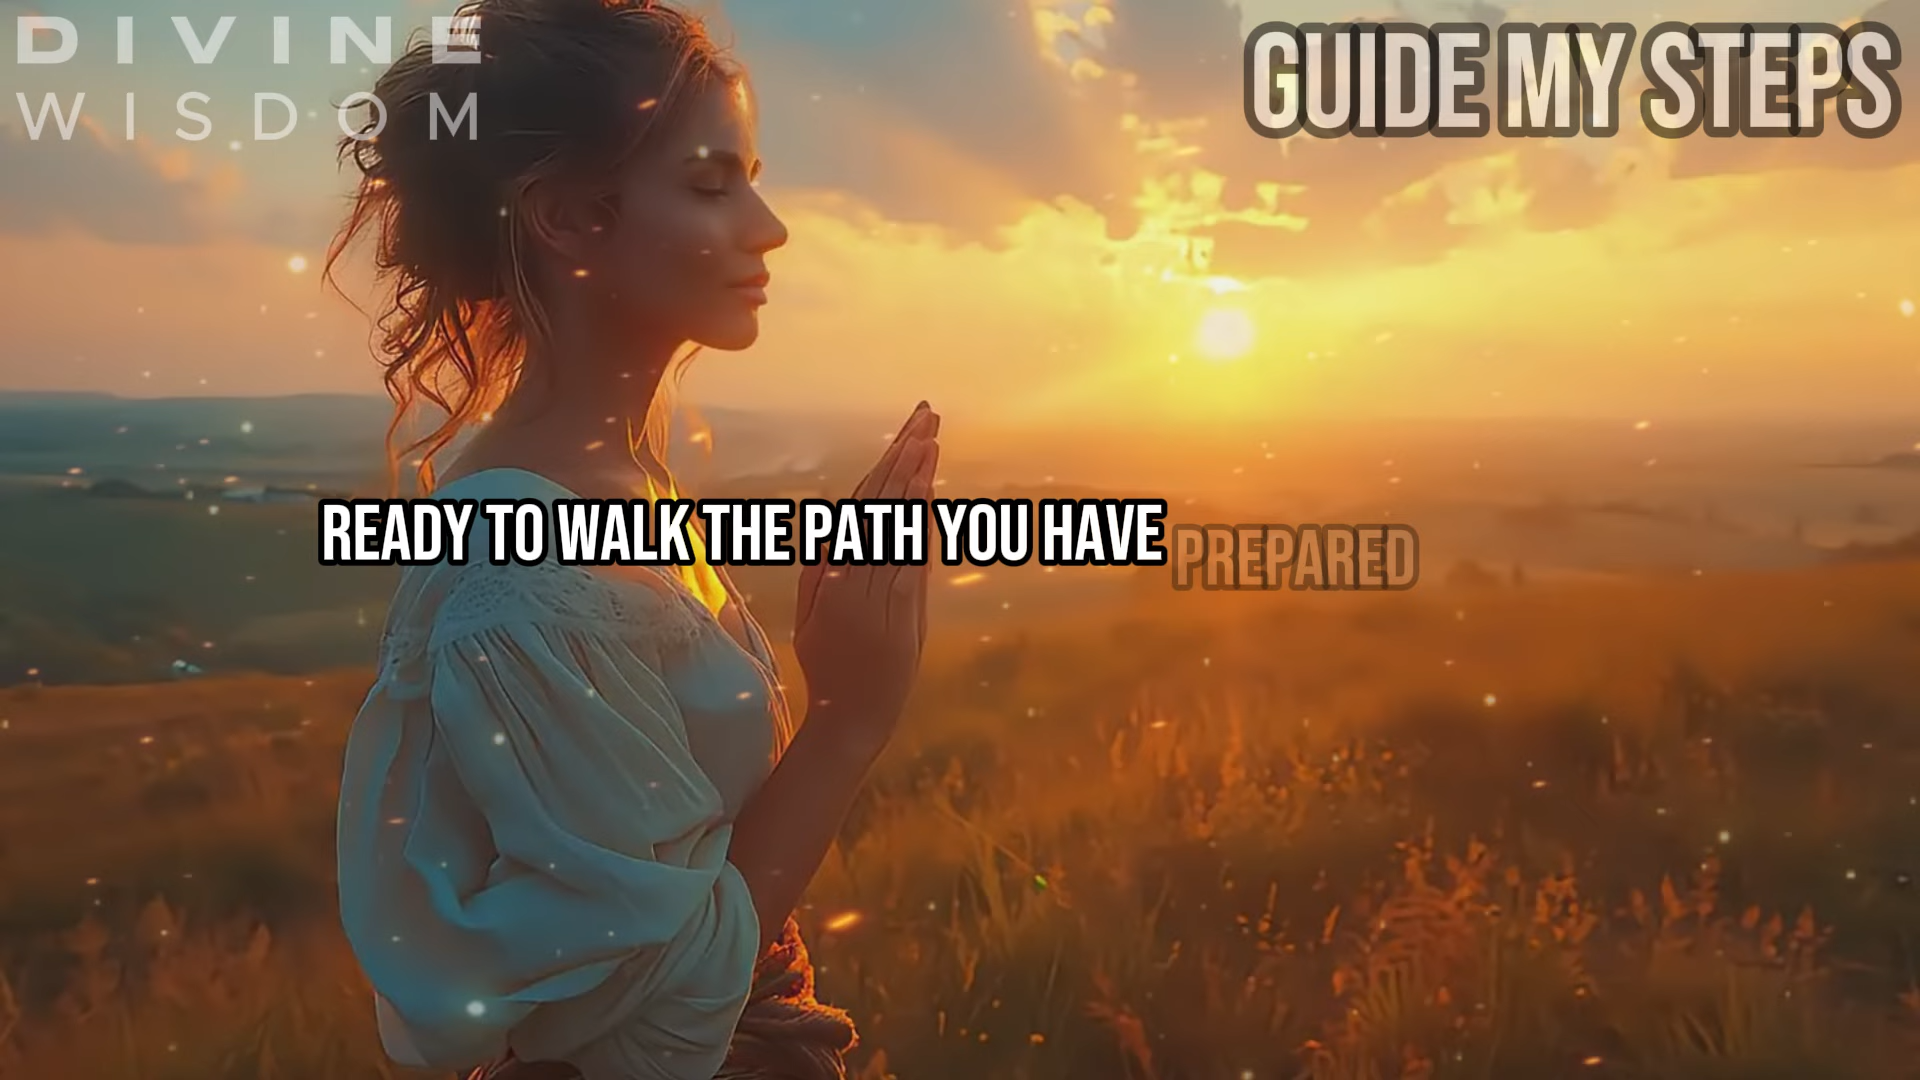 DIVINE
WISDOM
GUIDE MY STEPS
READY TO WALK THE PATH YOU HAVE PREPARED